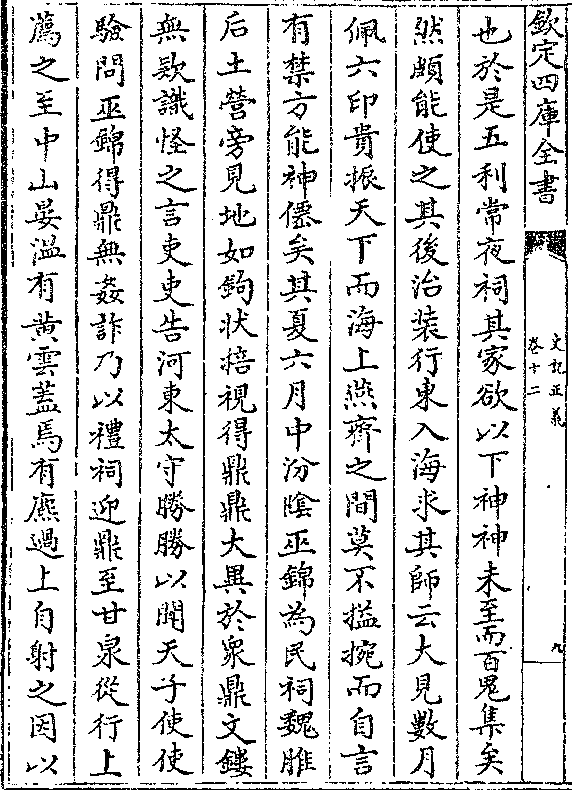 欽定四庫全書
史記正義
卷十二
九
也於是五利常夜祠其家欲以下神神未至而百鬼集矣
然頗能使之其後治装行東入海求其師云大見數月
佩六印貴振天下而海上燕齊之間莫不搤捥而自言
有禁方能神僊矣其夏六月中汾陰巫錦為民祠魏脽
后土營旁見地如鉤状掊視得鼎鼎大異於衆鼎文鏤
無欵識怪之言吏吏告河東太守勝勝以聞天子使使
驗問巫錦得鼎無姦詐乃以禮祠迎鼎至甘泉從行上
薦之至中山晏温有黄雲蓋焉有麃過上自射之因以